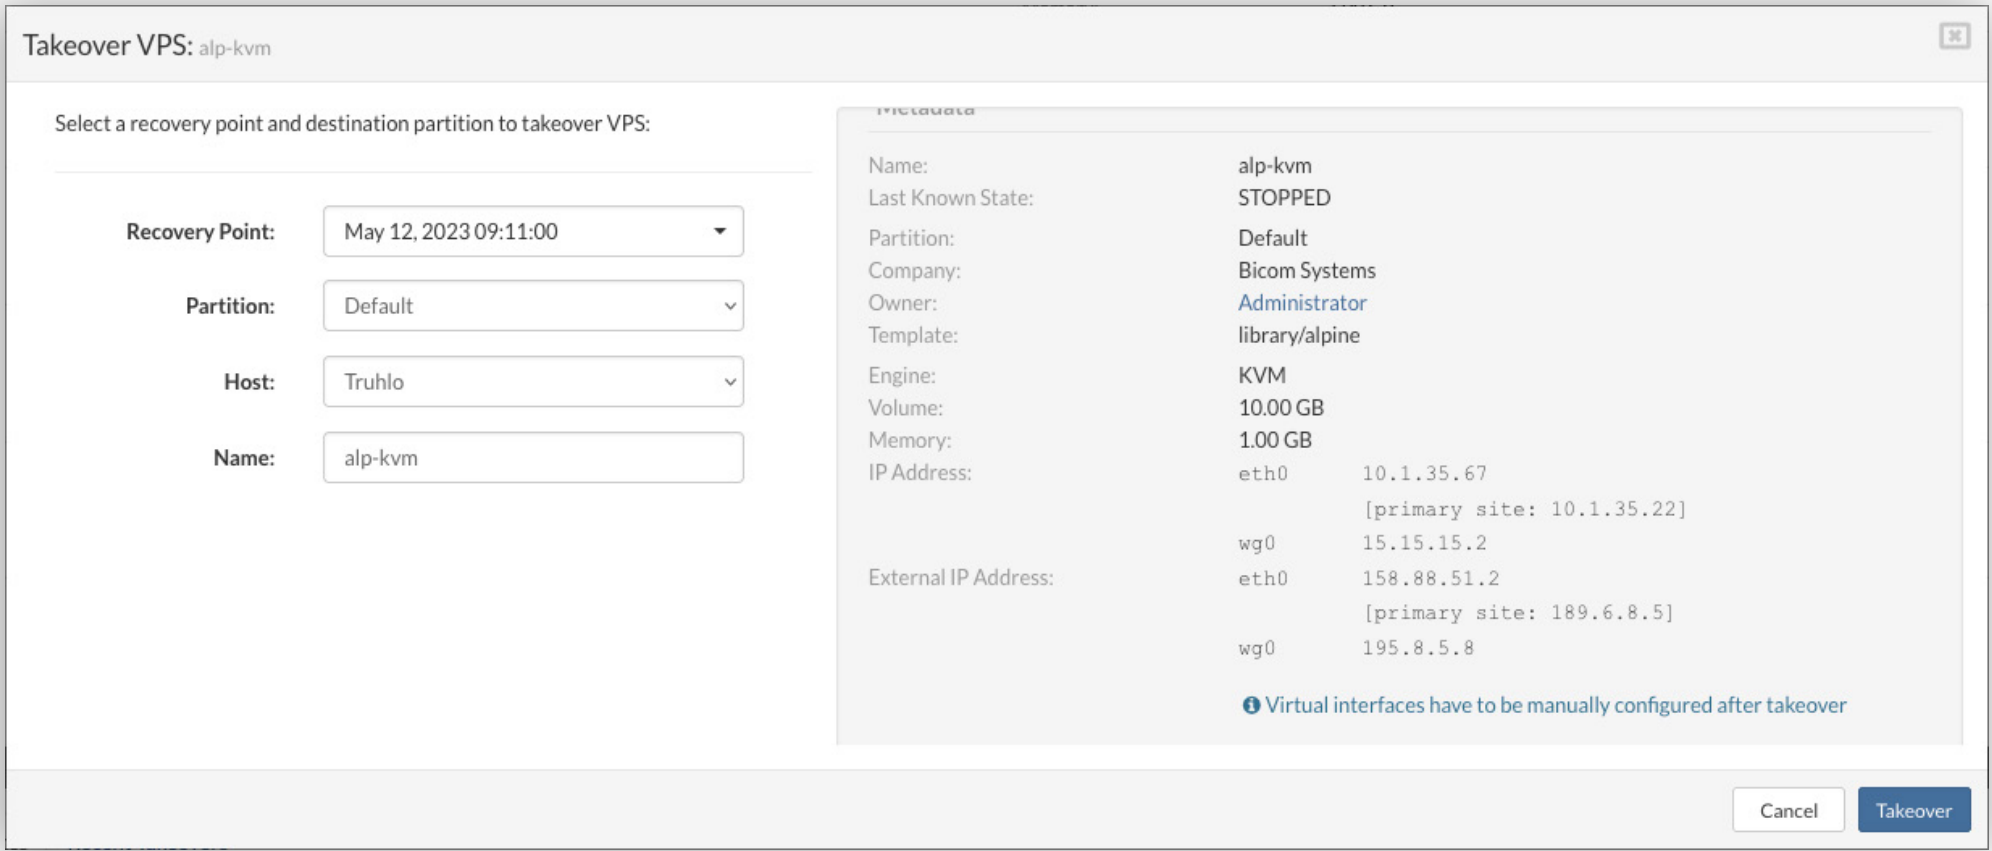 Takeover VPS: alp-kvm
Select a recovery point and destination partition to takeover VPS:
Recovery Point: May 12, 2023 09:11:00
Partition: Default
Host: Truhlo
Name: alp-kvm
Metadata
Name: alp-kvm
Last Known State: STOPPED
Partition: Default
Company: Bicom Systems
Owner: Administrator
Template: library/alpine
Engine: KVM
Volume: 10.00 GB
Memory: 1.00 GB
IP Address: eth0 10.1.35.67
[primary site: 10.1.35.22]
wg0 15.15.15.2
External IP Address: eth0 158.88.51.2
[primary site: 189.6.8.5]
wg0 195.8.5.8
Virtual interfaces have to be manually configured after takeover
Cancel Takeover